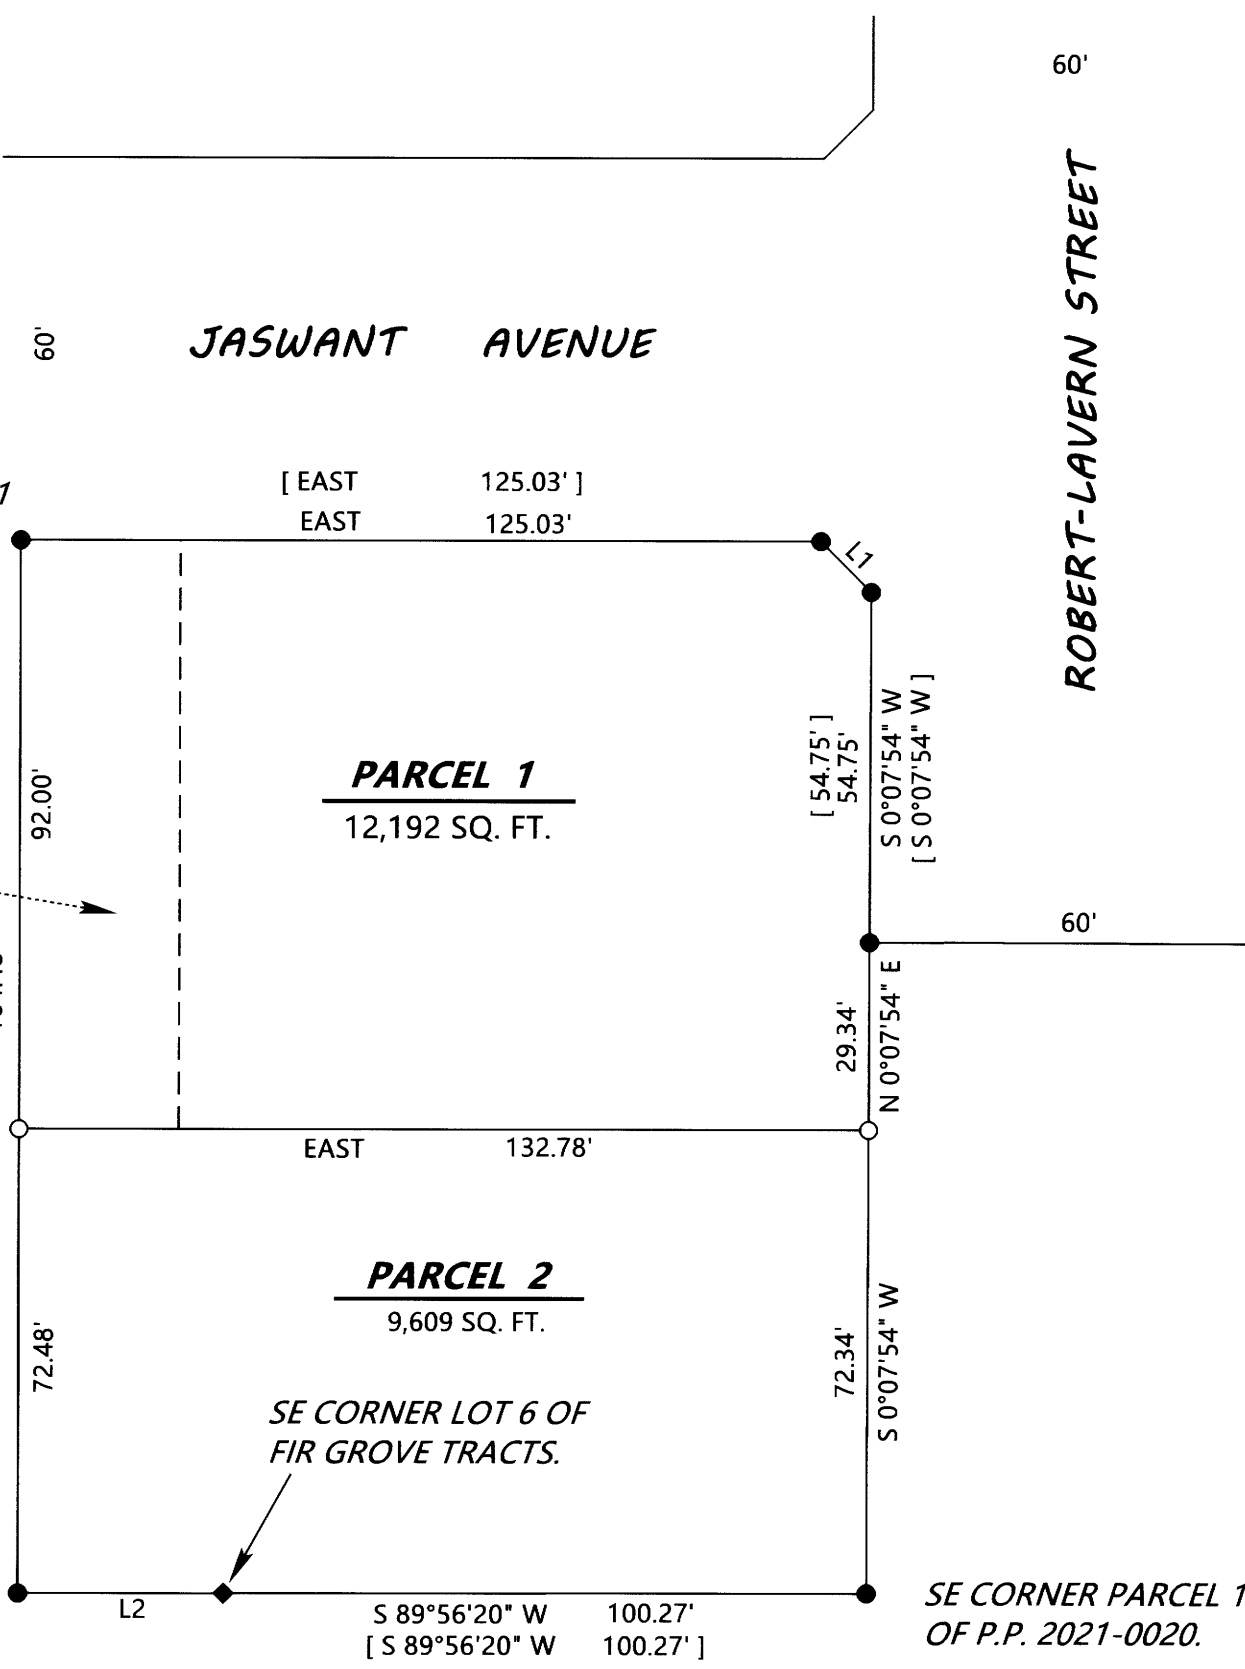 60'
ROBERT-LAVERN STREET
60'
JASWANT AVENUE
[ EAST 125.03' ]
EAST 125.03'
1
L1
92.00'
PARCEL 1
12,192 SQ. FT.
[ 54.75' ]
54.75'
S 0°07'54" W
[ S 0°07'54" W ]
60'
29.34'
N 0°07'54" E
EAST 132.78'
PARCEL 2
9,609 SQ. FT.
72.48'
72.34'
S 0°07'54" W
SE CORNER LOT 6 OF
FIR GROVE TRACTS.
L2
S 89°56'20" W 100.27'
[ S 89°56'20" W 100.27' ]
SE CORNER PARCEL 1
OF P.P. 2021-0020.